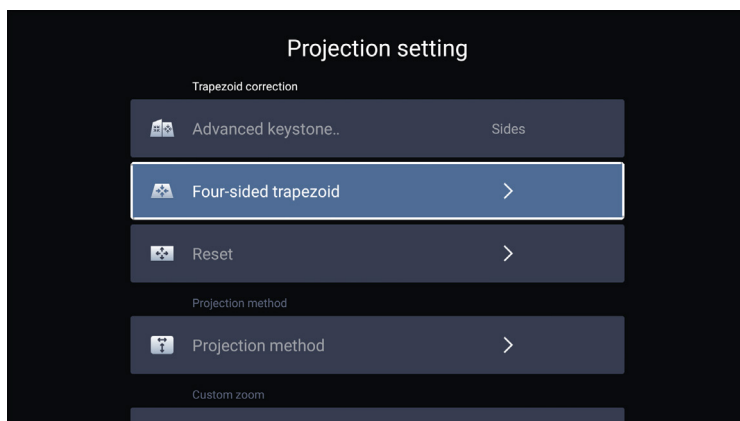 Projection setting
Trapezoid correction
Advanced keystone.. Sides
Four-sided trapezoid
Reset
Projection method
Projection method
Custom zoom